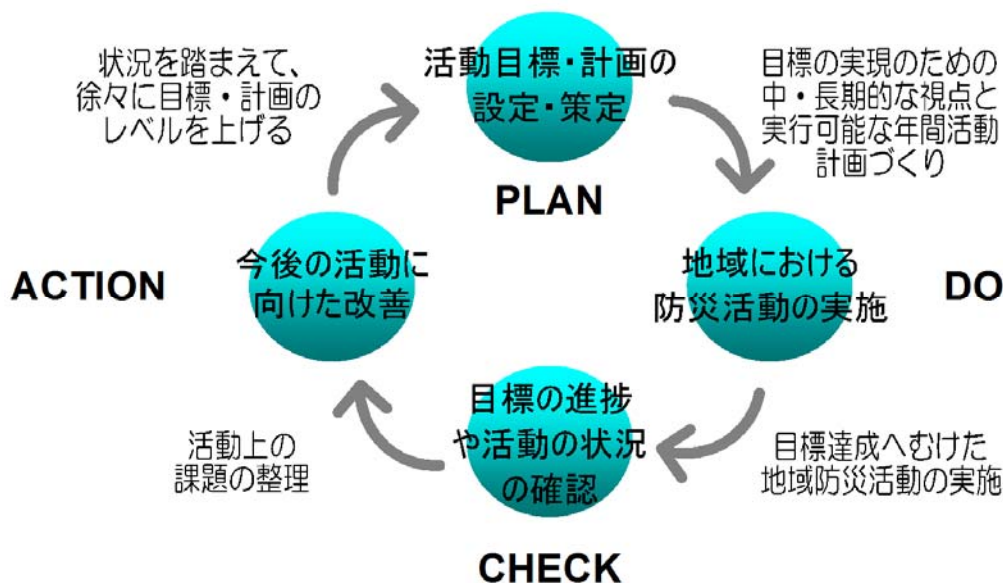 状況を踏まえて、
徐々に目標・計画の
レベルを上げる
活動目標・計画の
設定・策定
PLAN
目標の実現のための
中・長期的な視点と
実行可能な年間活動
計画づくり
ACTION
今後の活動に
向けた改善
地域における
防災活動の実施
DO
活動上の
課題の整理
目標の進捗
や活動の状況
の確認
CHECK
目標達成へむけた
地域防災活動の実施